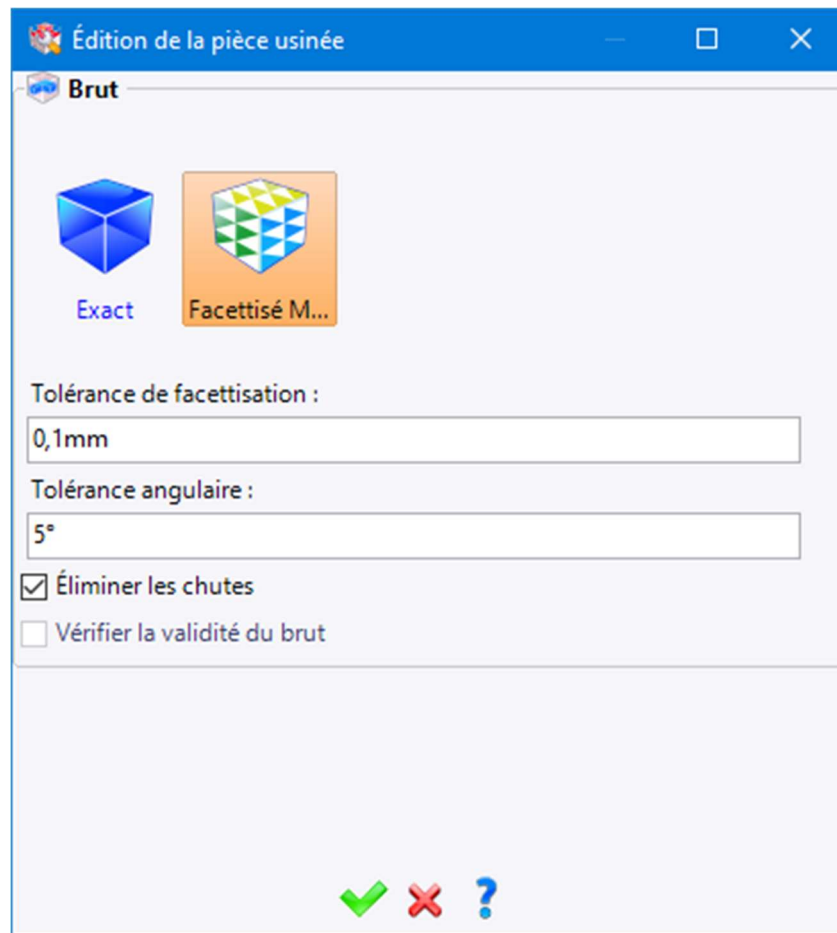 Édition de la pièce usinée
Brut
Exact
Facettisé M...
Tolérance de facettisation :
0,1mm
Tolérance angulaire :
5°
Éliminer les chutes
Vérifier la validité du brut